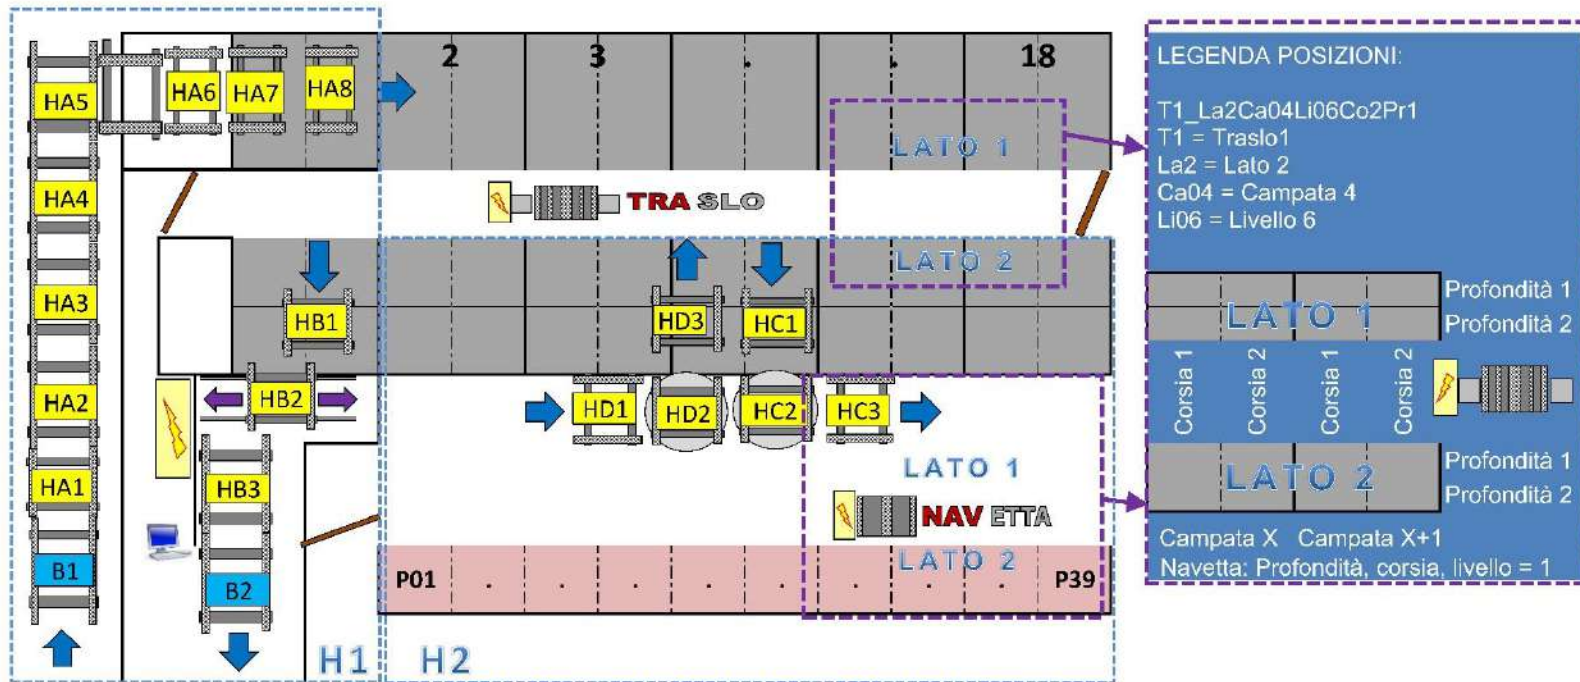 2 3 . . 18
HA5 HA6 HA7 HA8
HA4
HA3
HA2
HA1
B1
LATO 1
TRA SLO
LATO 2
HB1
HB2
HB3
B2
HD3 HC1
HD1 HD2 HC2 HC3
LATO 1
NAV ETTA
LATO 2
P01 . . . . . . . . P39
H1 H2
LEGENDA POSIZIONI:
T1_La2Ca04Li06Co2Pr1
T1 = Traslo1
La2 = Lato 2
Ca04 = Campata 4
Li06 = Livello 6
LATO 1
Profondità 1
Profondità 2
Corsia 1
Corsia 2
Corsia 1
Corsia 2
LATO 2
Profondità 1
Profondità 2
Campata X Campata X+1
Navetta: Profondità, corsia, livello = 1